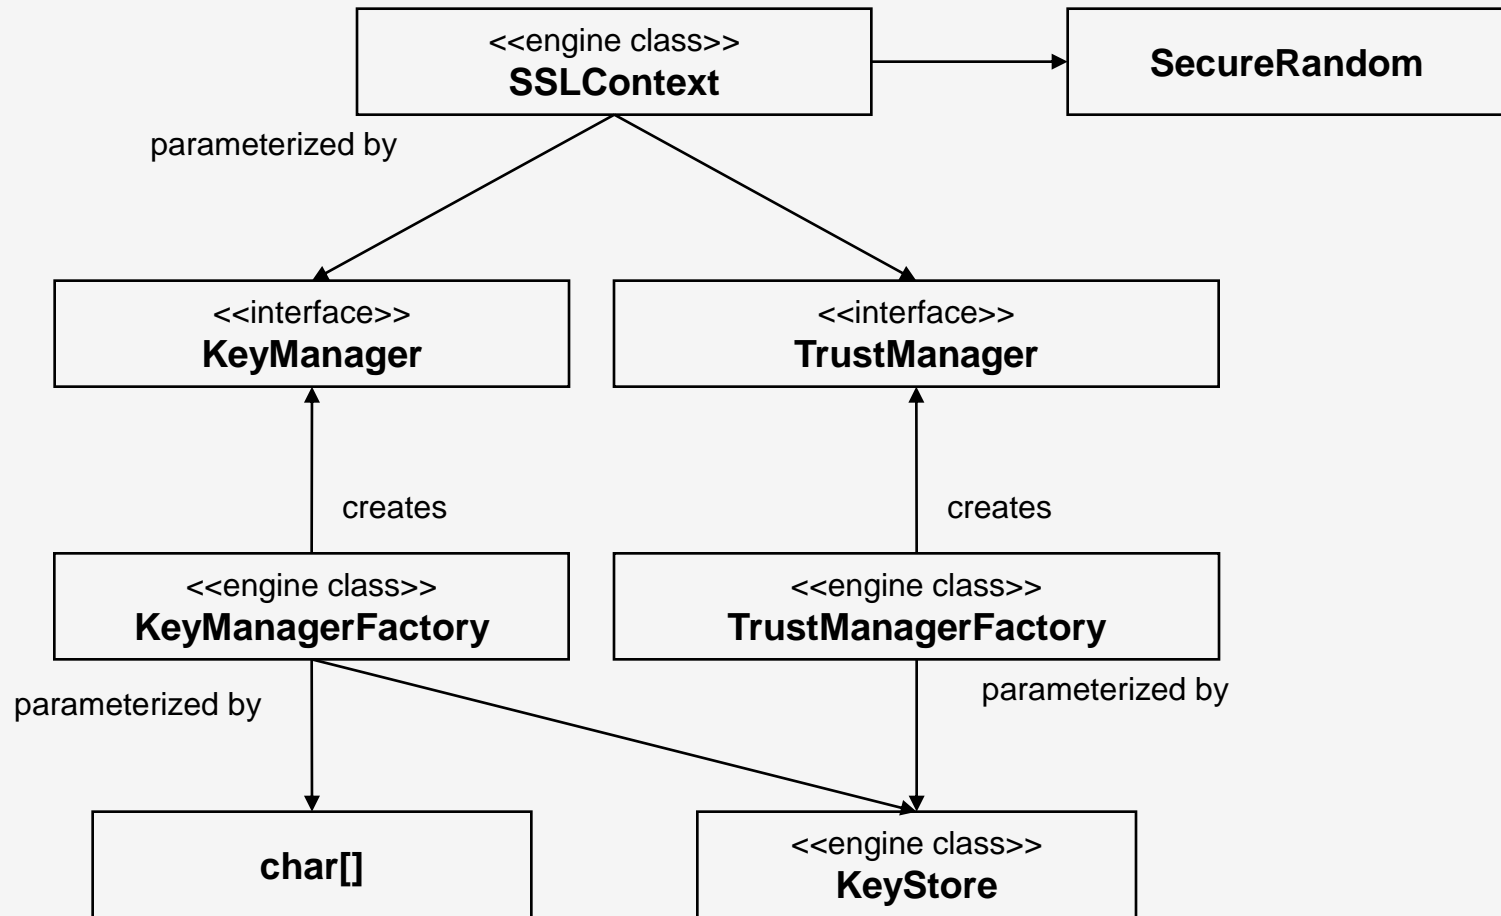 <<engine class>>
SSLContext
SecureRandom
parameterized by
<<interface>>
KeyManager
<<interface>>
TrustManager
creates
creates
<<engine class>>
KeyManagerFactory
<<engine class>>
TrustManagerFactory
parameterized by
parameterized by
char[]
<<engine class>>
KeyStore